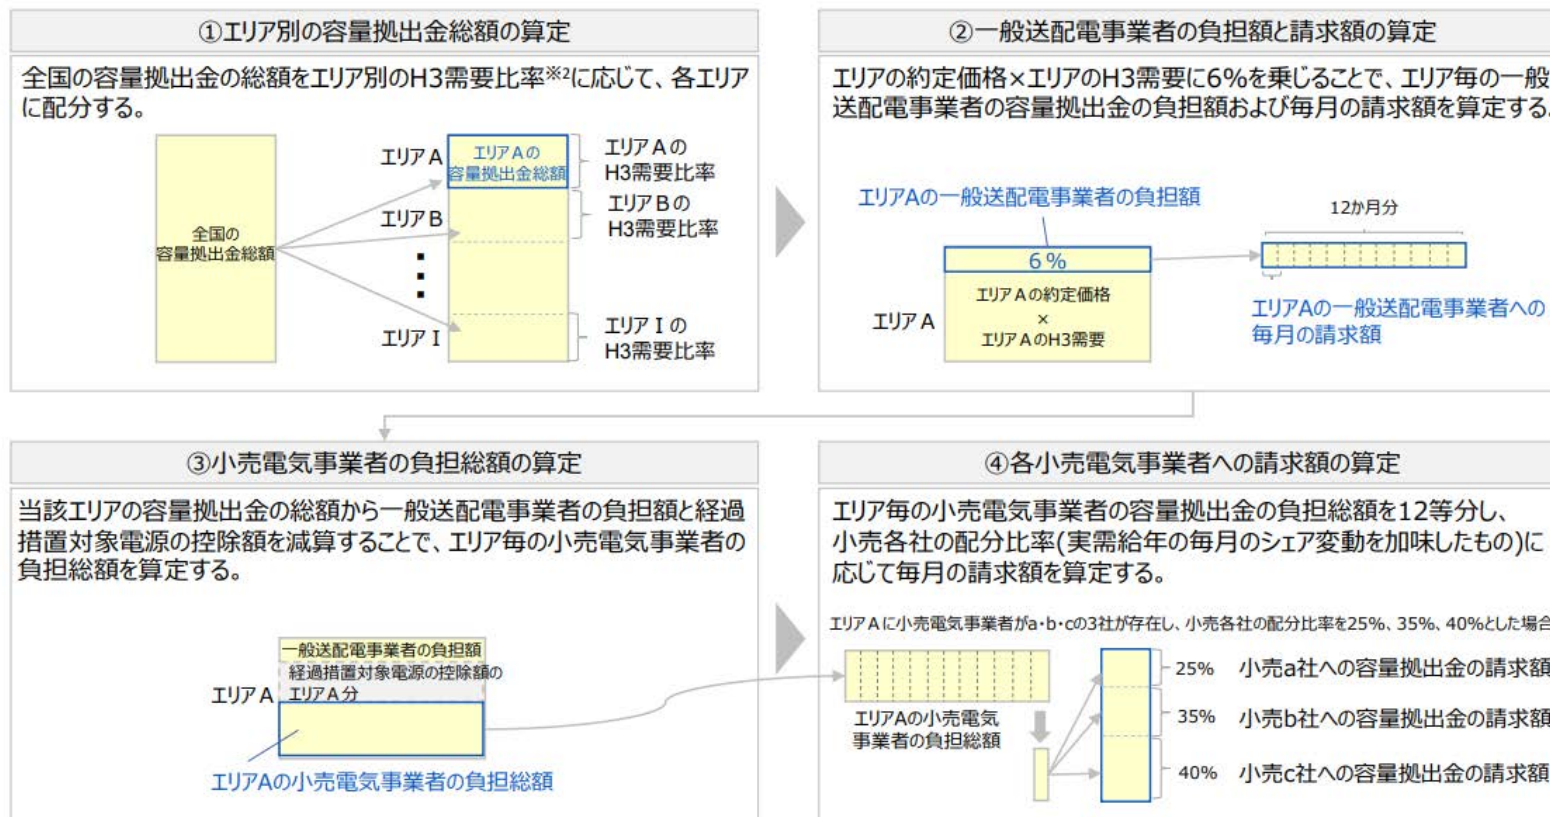 ①エリア別の容量拠出金総額の算定
全国の容量拠出金の総額をエリア別のH3需要比率※2に応じて、各エリア
に配分する。
全国の
容量拠出金総額
エリアA
エリアB
エリアI
エリアAの
容量拠出金総額
エリアAの
H3需要比率
エリアBの
H3需要比率
エリアIの
H3需要比率
②一般送配電事業者の負担額と請求額の算定
エリアの約定価格×エリアのH3需要に6%を乗じることで、エリア毎の一般
送配電事業者の容量拠出金の負担額および毎月の請求額を算定する。
エリアAの一般送配電事業者の負担額
6%
エリアA
エリアAの約定価格
×
エリアAのH3需要
12か月分
エリアAの一般送配電事業者への
毎月の請求額
③小売電気事業者の負担総額の算定
当該エリアの容量拠出金の総額から一般送配電事業者の負担額と経過
措置対象電源の控除額を減算することで、エリア毎の小売電気事業者の
負担総額を算定する。
一般送配電事業者の負担額
経過措置対象電源の控除額の
エリアA分
エリアA
エリアAの小売電気事業者の負担総額
④各小売電気事業者への請求額の算定
エリア毎の小売電気事業者の容量拠出金の負担総額を12等分し、
小売各社の配分比率(実需給年の毎月のシェア変動を加味したもの)に
応じて毎月の請求額を算定する。
エリアAに小売電気事業者がa・b・cの3社が存在し、小売各社の配分比率を25%、35%、40%とした場合
エリアAの小売電気
事業者の負担総額
25% 小売a社への容量拠出金の請求額
35% 小売b社への容量拠出金の請求額
40% 小売c社への容量拠出金の請求額